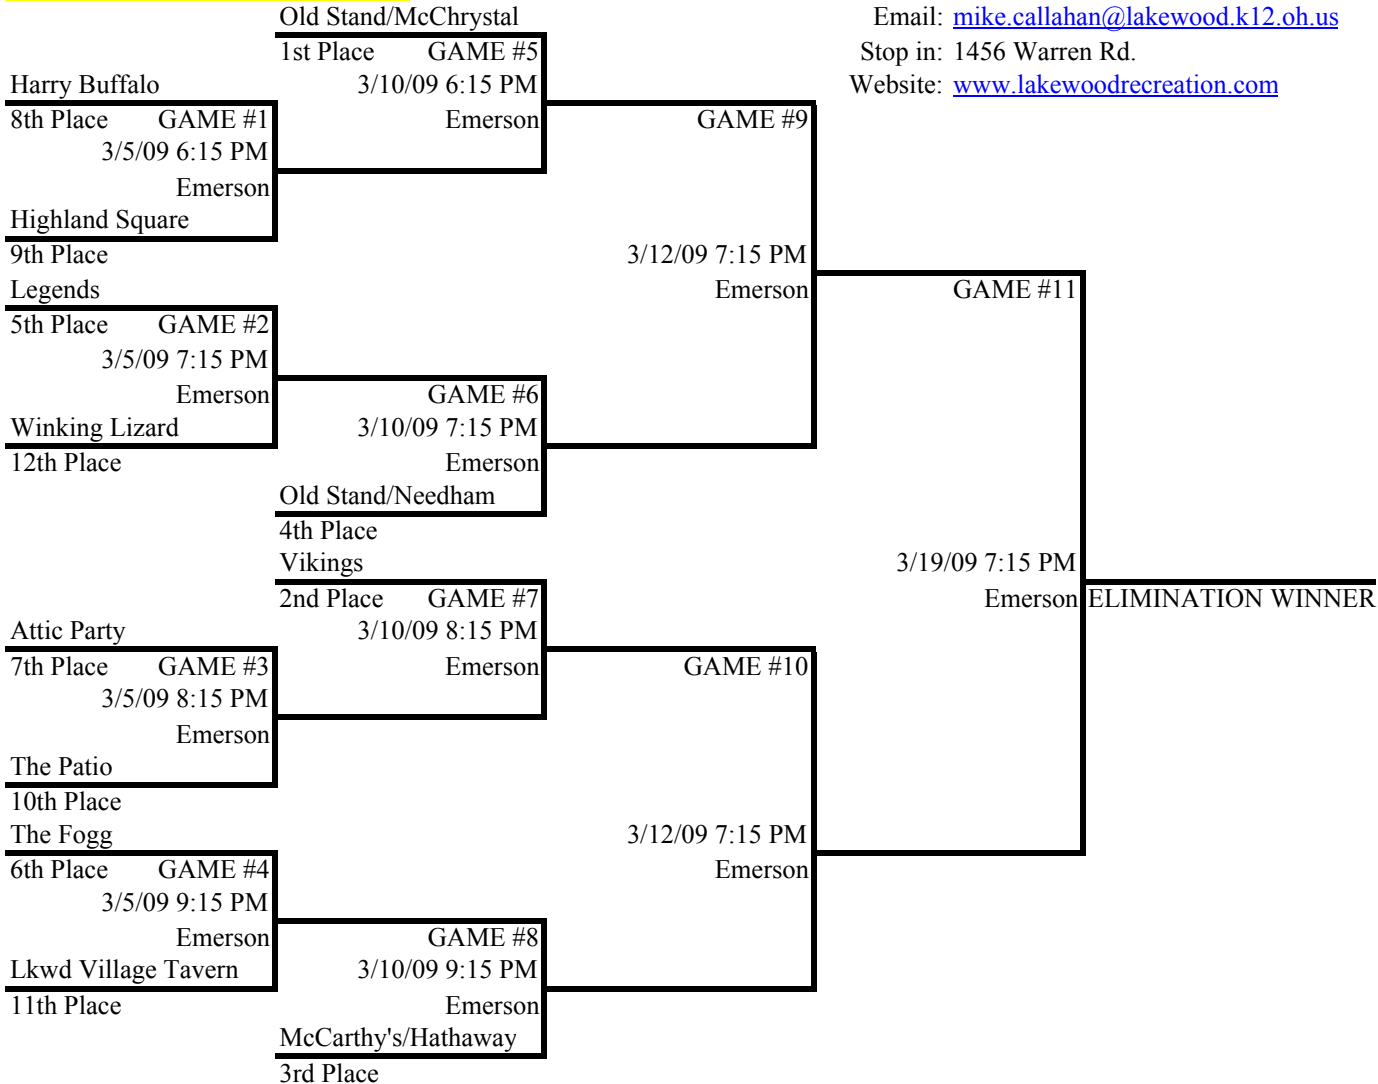 Old Stand/McChrystal Email: mike.callahan@lakewood.k12.oh.us
1st Place GAME #5 Stop in: 1456 Warren Rd.
Harry Buffalo 3/10/09 6:15 PM Website: www.lakewoodrecreation.com
8th Place GAME #1 Emerson GAME #9
3/5/09 6:15 PM
Emerson
Highland Square
9th Place 3/12/09 7:15 PM
Legends Emerson GAME #11
5th Place GAME #2
3/5/09 7:15 PM
Emerson GAME #6
Winking Lizard 3/10/09 7:15 PM
12th Place Emerson
Old Stand/Needham
4th Place
Vikings 3/19/09 7:15 PM
2nd Place GAME #7 Emerson ELIMINATION WINNER
Attic Party 3/10/09 8:15 PM
7th Place GAME #3 Emerson GAME #10
3/5/09 8:15 PM
Emerson
The Patio
10th Place
The Fogg 3/12/09 7:15 PM
6th Place GAME #4 Emerson
3/5/09 9:15 PM
Emerson GAME #8
Lkwd Village Tavern 3/10/09 9:15 PM
11th Place Emerson
McCarthy's/Hathaway
3rd Place